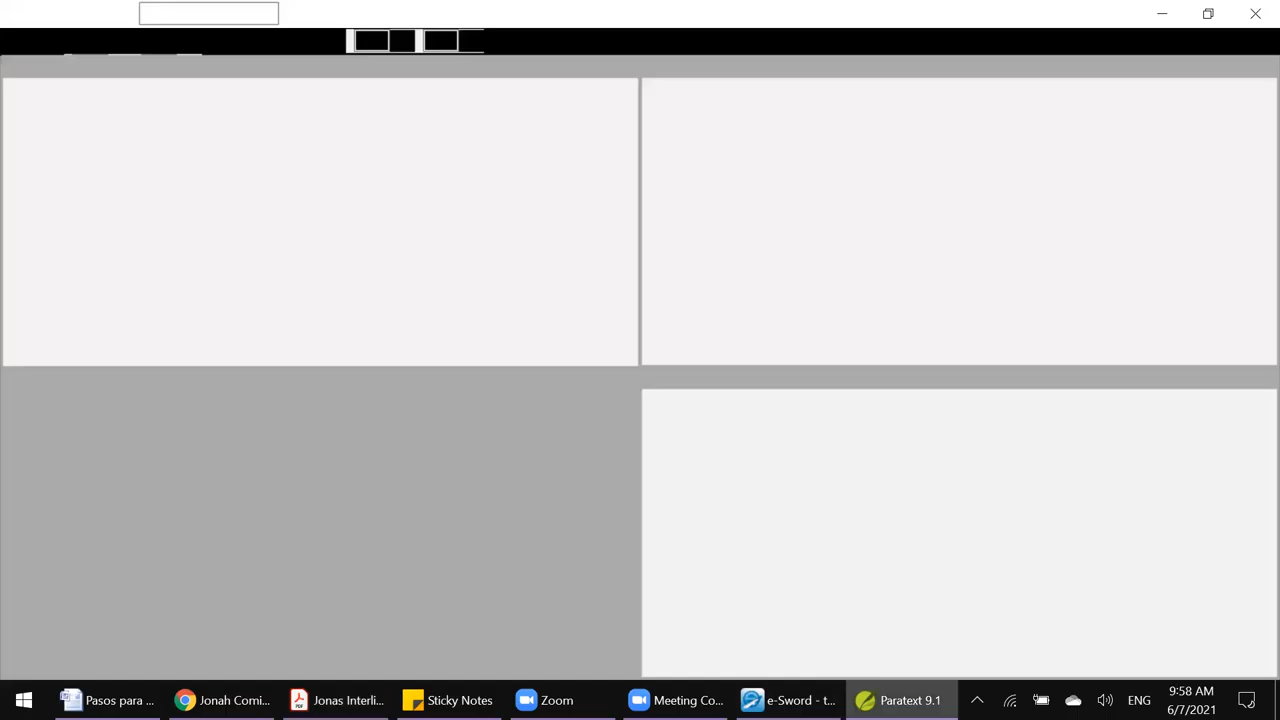 Pasos para ...
Jonah Comi...
PDF
Jonas Interli...
Sticky Notes
Zoom
Meeting Co...
e-Sword - t...
Paratext 9.1
ENG
9:58 AM
6/7/2021